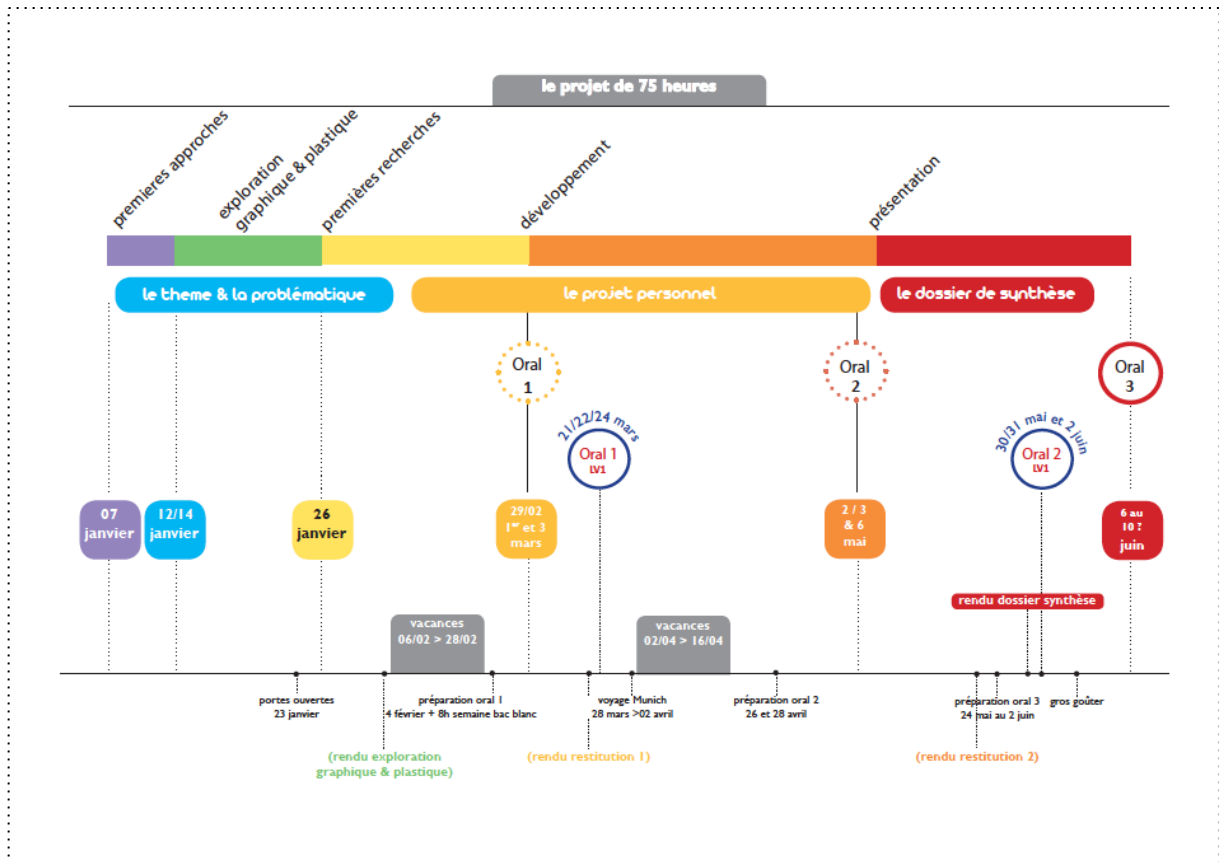 le projet de 75 heures
premieres approches
exploration
graphique & plastique
premières recherches
développement
présentation
le theme & la problématique
le projet personnel
le dossier de synthèse
Oral
1
Oral
2
Oral
3
21/22/24 mars
Oral 1
LV1
30/31 mai et 2 juin
Oral 2
LV1
07
janvier
12/14
janvier
26
janvier
29/02
1er et 3
mars
2 / 3
& 6
mai
6 au
10 ?
juin
rendu dossier synthèse
vacances
06/02 > 28/02
vacances
02/04 > 16/04
portes ouvertes
23 janvier
préparation oral 1
4 février + 8h semaine bac blanc
voyage Munich
28 mars >02 avril
préparation oral 2
26 et 28 avril
préparation oral 3
24 mai au 2 juin
gros goûter
(rendu exploration
graphique & plastique)
(rendu restitution 1)
(rendu restitution 2)